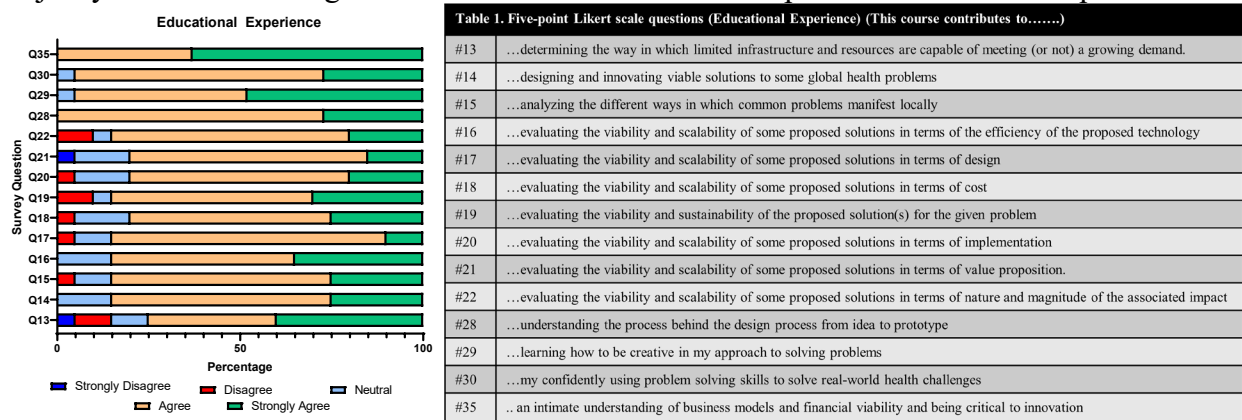 Educational Experience
Q35
Q30
Q29
Q28
Q22
Q21
Q20
Q19
Q18
Q17
Q16
Q15
Q14
Q13
Survey Question
0
50
100
Percentage
Strongly Disagree
Disagree
Neutral
Agree
Strongly Agree
Table 1. Five-point Likert scale questions (Educational Experience) (This course contributes to…….)
#13 …determining the way in which limited infrastructure and resources are capable of meeting (or not) a growing demand.
#14 …designing and innovating viable solutions to some global health problems
#15 …analyzing the different ways in which common problems manifest locally
#16 …evaluating the viability and scalability of some proposed solutions in terms of the efficiency of the proposed technology
#17 …evaluating the viability and scalability of some proposed solutions in terms of design
#18 …evaluating the viability and scalability of some proposed solutions in terms of cost
#19 …evaluating the viability and sustainability of the proposed solution(s) for the given problem
#20 …evaluating the viability and scalability of some proposed solutions in terms of implementation
#21 …evaluating the viability and scalability of some proposed solutions in terms of value proposition.
#22 …evaluating the viability and scalability of some proposed solutions in terms of nature and magnitude of the associated impact
#28 …understanding the process behind the design process from idea to prototype
#29 …learning how to be creative in my approach to solving problems
#30 …my confidently using problem solving skills to solve real-world health challenges
#35 .. an intimate understanding of business models and financial viability and being critical to innovation